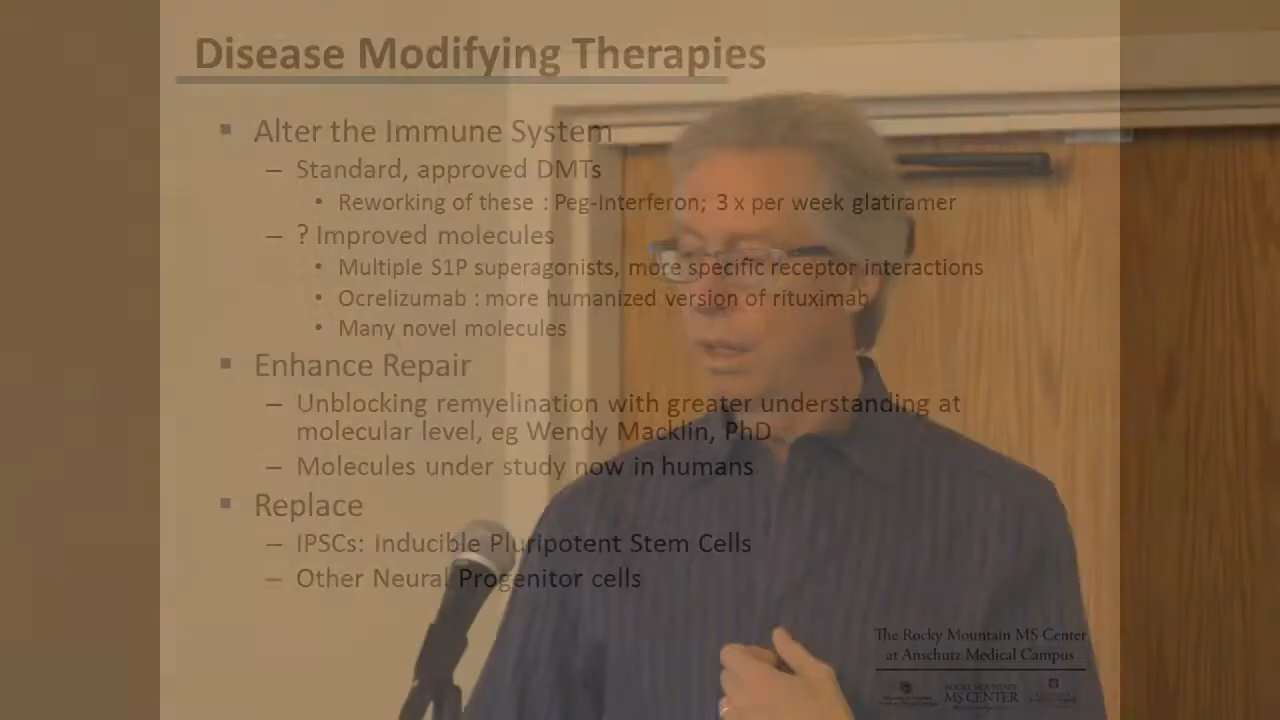 Disease Modifying Therapies
▪ Alter the Immune System
– Standard, approved DMTs
• Reworking of these : Peg-Interferon; 3 x per week glatiramer
– ? Improved molecules
• Multiple S1P superagonists, more specific receptor interactions
• Ocrelizumab : more humanized version of rituximab
• Many novel molecules
▪ Enhance Repair
– Unblocking remyelination with greater understanding at
molecular level, eg Wendy Macklin, PhD
– Molecules under study now in humans
▪ Replace
– IPSCs: Inducible Pluripotent Stem Cells
– Other Neural Progenitor cells
The Rocky Mountain MS Center
at Anschutz Medical Campus
ROCKY MOUNTAIN
MS CENTER